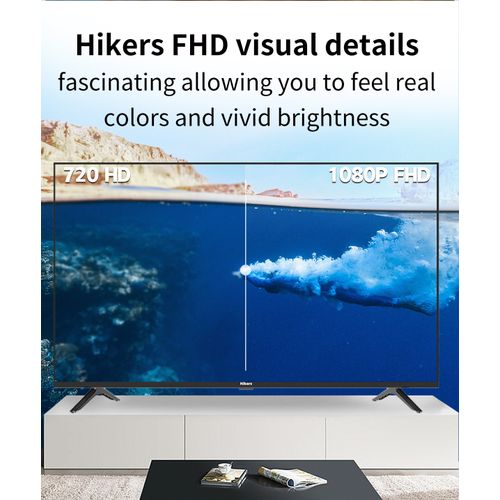 Hikers FHD visual details
fascinating allowing you to feel real
colors and vivid brightness
720 HD 1080P FHD
Hikers